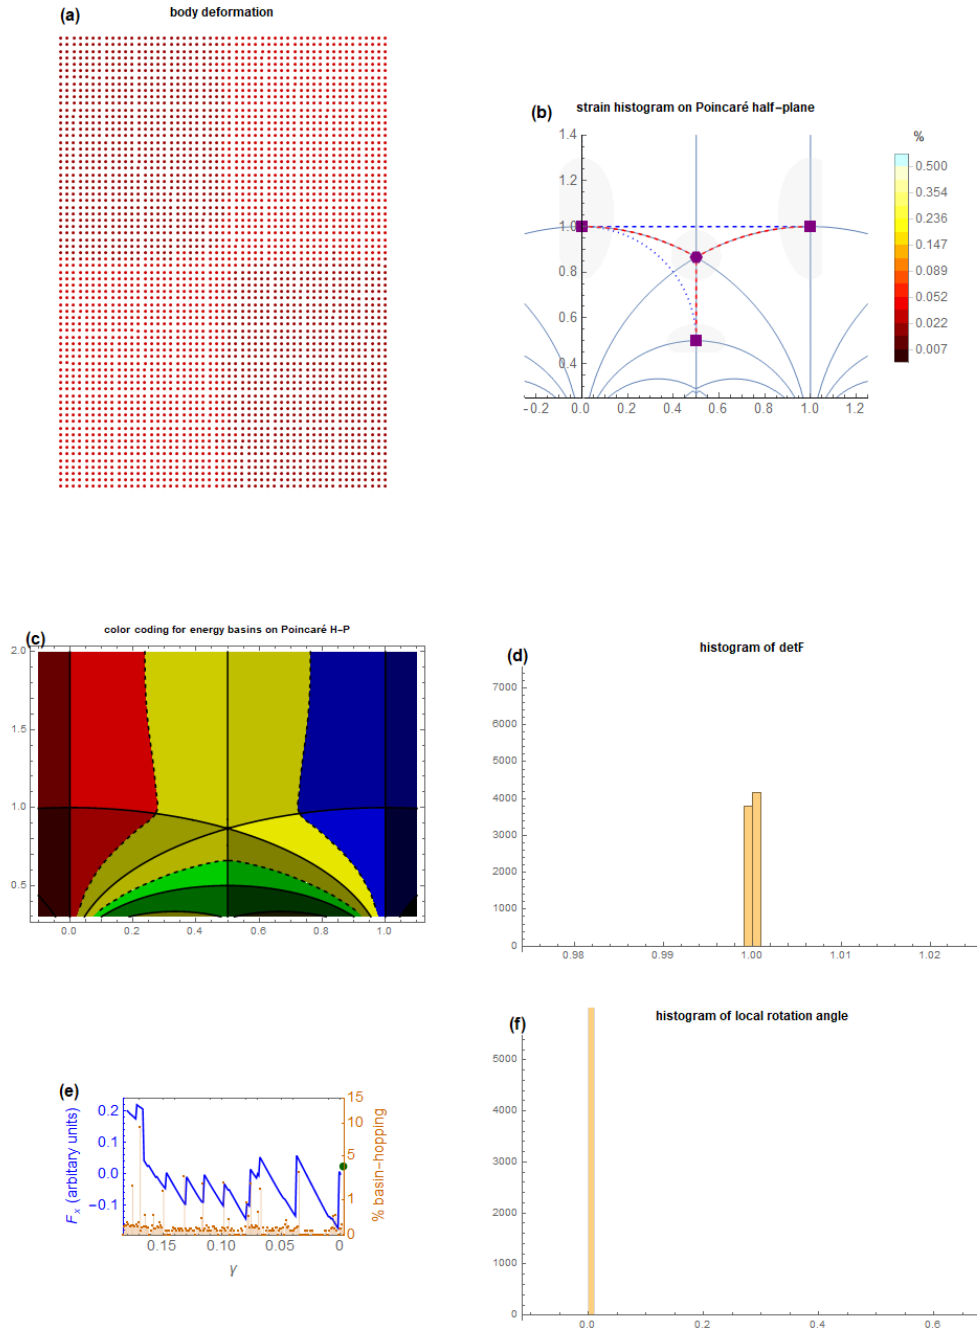 (a)
body deformation
(b)
strain histogram on Poincaré half-plane
1.4
1.2
1.0
0.8
0.6
0.4
-0.2 0.0 0.2 0.4 0.6 0.8 1.0 1.2
%
0.500
0.354
0.236
0.147
0.089
0.052
0.022
0.007
(c)
color coding for energy basins on Poincaré H-P
2.0
1.5
1.0
0.5
0.0 0.2 0.4 0.6 0.8 1.0
(d)
histogram of detF
7000
6000
5000
4000
3000
2000
1000
0
0.98 0.99 1.00 1.01 1.02
(e)
Fx (arbitary units)
0.2
0.1
0.0
-0.1
0.15 0.10 0.05 0
γ
15
10
5
1
0
% basin-hopping
(f)
histogram of local rotation angle
5000
4000
3000
2000
1000
0
0.0 0.2 0.4 0.6